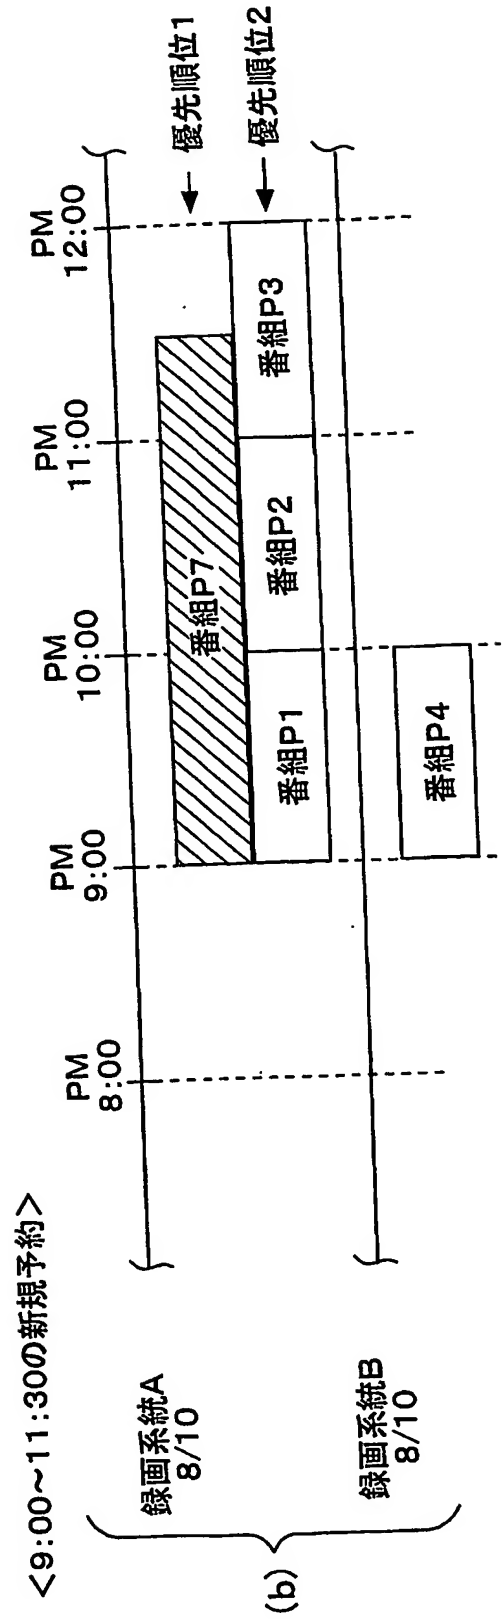 <9:00~11:30の新規予約>
PM
8:00
PM
9:00
PM
10:00
PM
11:00
PM
12:00
(b)
録画系統A
8/10
番組P7
優先順位1
番組P1
番組P2
番組P3
優先順位2
録画系統B
8/10
番組P4